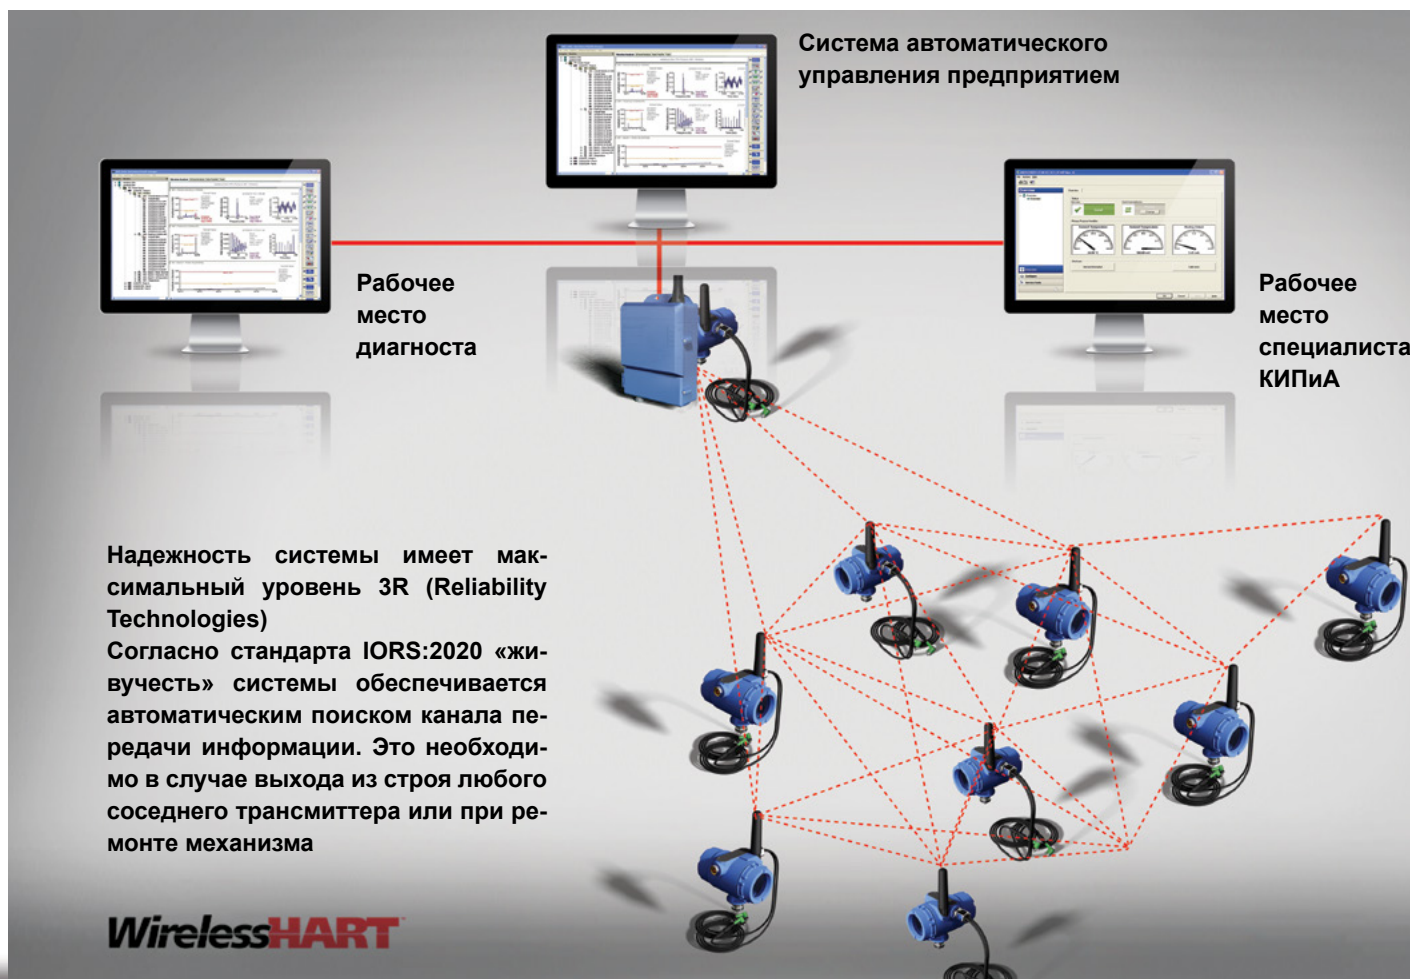 Система автоматического
управления предприятием
Рабочее
место
диагноста
Рабочее
место
специалиста
КИПиА
Надежность системы имеет мак-
симальный уровень 3R (Reliability
Technologies)
Согласно стандарта IORS:2020 «жи-
вучесть» системы обеспечивается
автоматическим поиском канала пе-
редачи информации. Это необходи-
мо в случае выхода из строя любого
соседнего трансмиттера или при ре-
монте механизма
WirelessHART